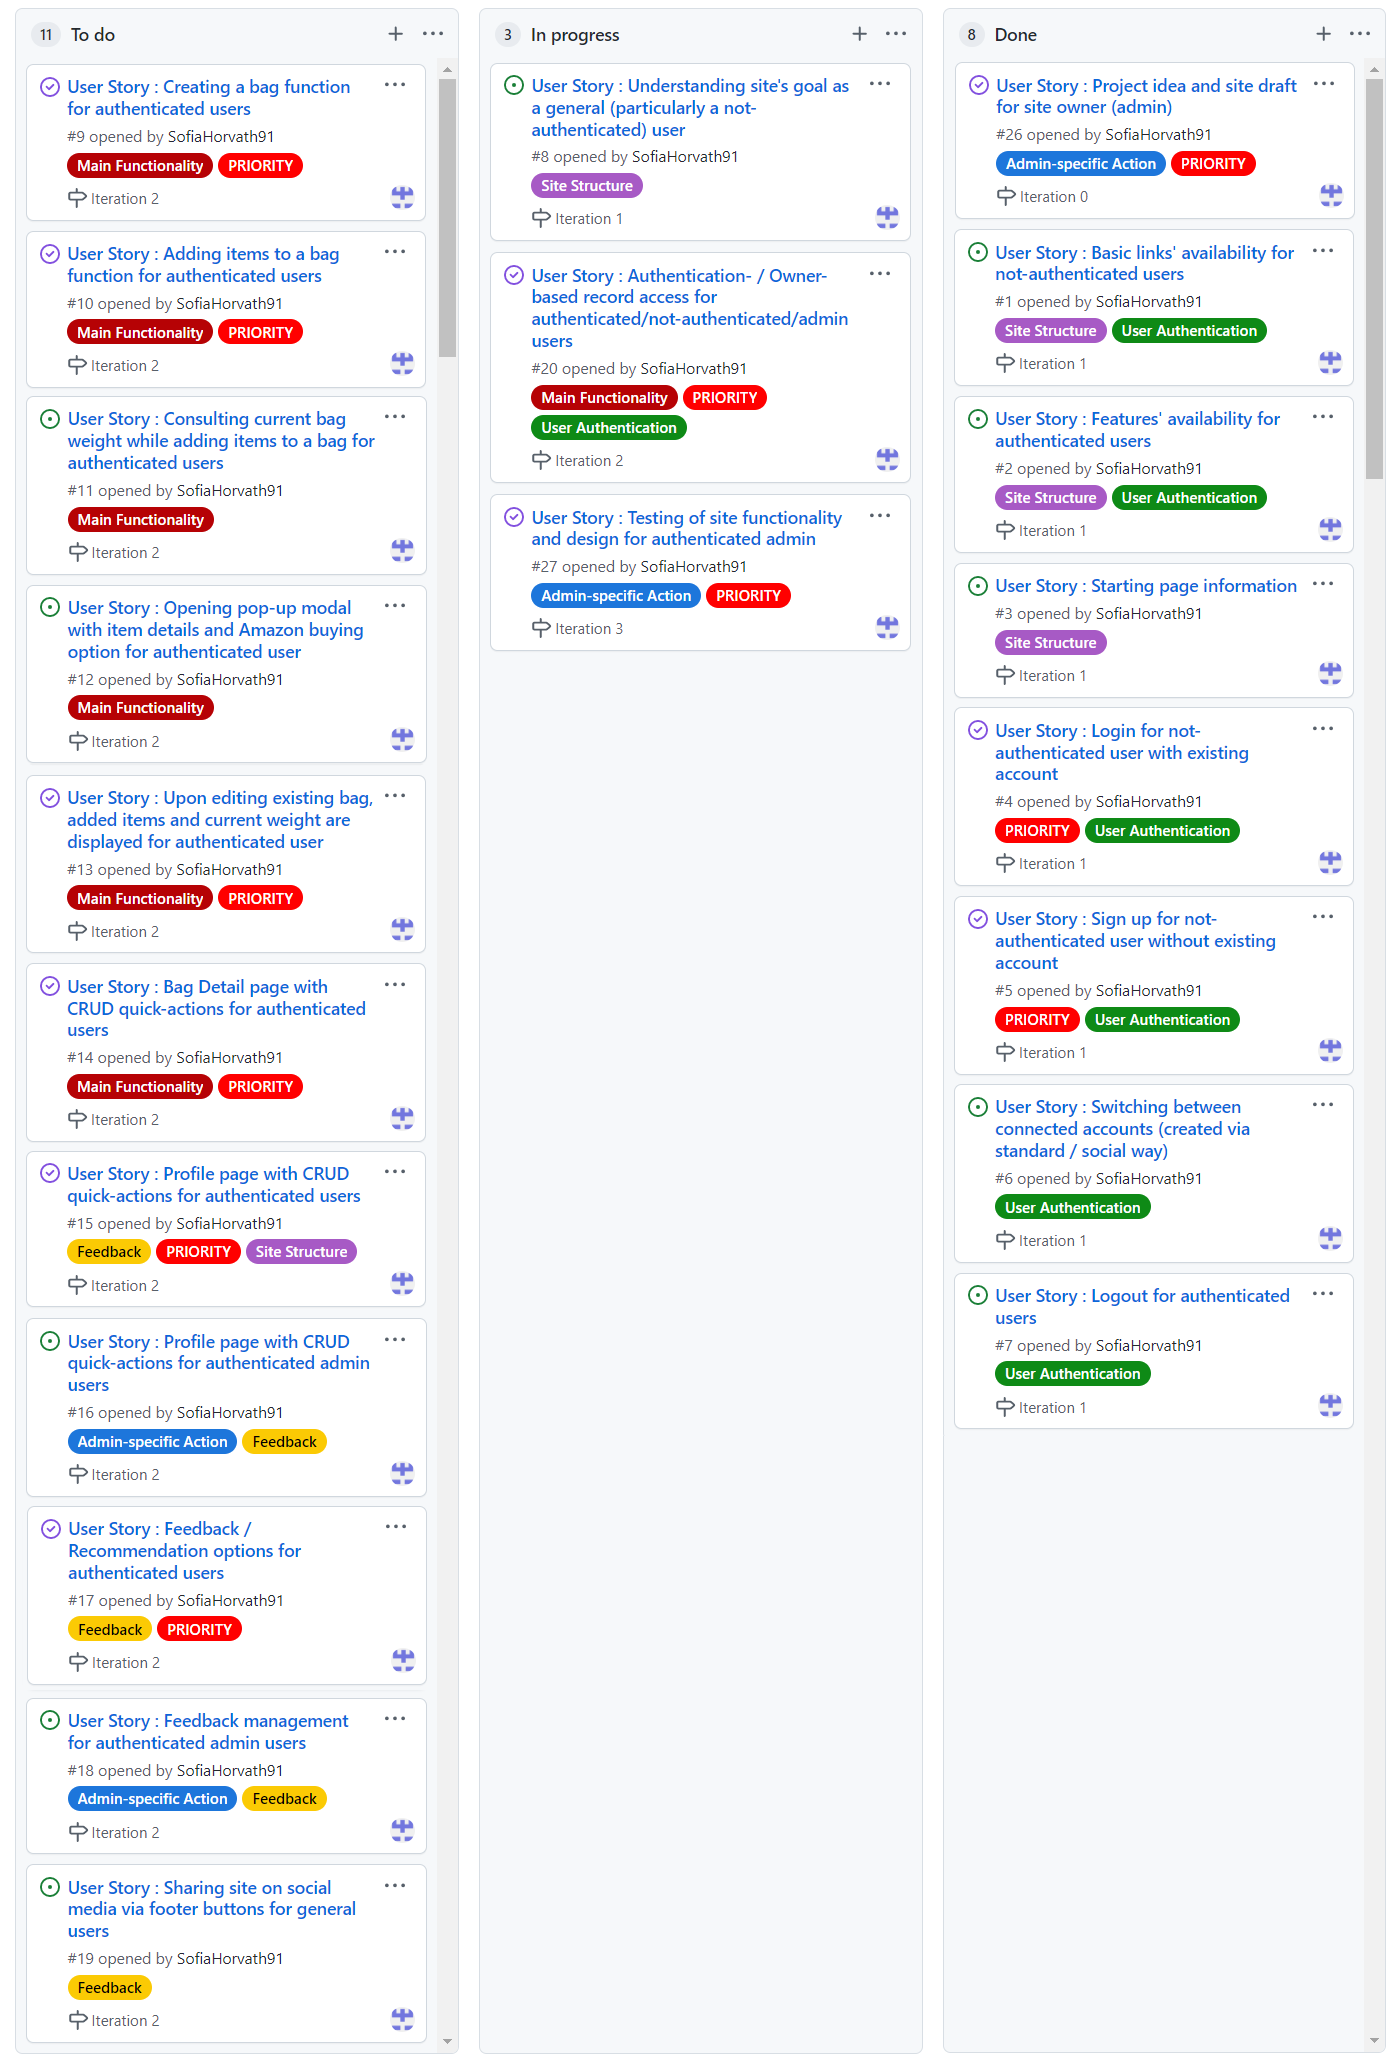 11 To do
User Story : Creating a bag function
for authenticated users
#9 opened by SofiaHorvath91
Main Functionality PRIORITY
Iteration 2
User Story : Adding items to a bag
function for authenticated users
#10 opened by SofiaHorvath91
Main Functionality PRIORITY
Iteration 2
User Story : Consulting current bag
weight while adding items to a bag for
authenticated users
#11 opened by SofiaHorvath91
Main Functionality
Iteration 2
User Story : Opening pop-up modal
with item details and Amazon buying
option for authenticated user
#12 opened by SofiaHorvath91
Main Functionality
Iteration 2
User Story : Upon editing existing bag,
added items and current weight are
displayed for authenticated user
#13 opened by SofiaHorvath91
Main Functionality PRIORITY
Iteration 2
User Story : Bag Detail page with
CRUD quick-actions for authenticated
users
#14 opened by SofiaHorvath91
Main Functionality PRIORITY
Iteration 2
User Story : Profile page with CRUD
quick-actions for authenticated users
#15 opened by SofiaHorvath91
Feedback PRIORITY Site Structure
Iteration 2
User Story : Profile page with CRUD
quick-actions for authenticated admin
users
#16 opened by SofiaHorvath91
Admin-specific Action Feedback
Iteration 2
User Story : Feedback /
Recommendation options for
authenticated users
#17 opened by SofiaHorvath91
Feedback PRIORITY
Iteration 2
User Story : Feedback management
for authenticated admin users
#18 opened by SofiaHorvath91
Admin-specific Action Feedback
Iteration 2
User Story : Sharing site on social
media via footer buttons for general
users
#19 opened by SofiaHorvath91
Feedback
Iteration 2
3 In progress
User Story : Understanding site's goal as
a general (particularly a not-
authenticated) user
#8 opened by SofiaHorvath91
Site Structure
Iteration 1
User Story : Authentication- / Owner-
based record access for
authenticated/not-authenticated/admin
users
#20 opened by SofiaHorvath91
Main Functionality PRIORITY
User Authentication
Iteration 2
User Story : Testing of site functionality
and design for authenticated admin
#27 opened by SofiaHorvath91
Admin-specific Action PRIORITY
Iteration 3
8 Done
User Story : Project idea and site draft
for site owner (admin)
#26 opened by SofiaHorvath91
Admin-specific Action PRIORITY
Iteration 0
User Story : Basic links' availability for
not-authenticated users
#1 opened by SofiaHorvath91
Site Structure User Authentication
Iteration 1
User Story : Features' availability for
authenticated users
#2 opened by SofiaHorvath91
Site Structure User Authentication
Iteration 1
User Story : Starting page information
#3 opened by SofiaHorvath91
Site Structure
Iteration 1
User Story : Login for not-
authenticated user with existing
account
#4 opened by SofiaHorvath91
PRIORITY User Authentication
Iteration 1
User Story : Sign up for not-
authenticated user without existing
account
#5 opened by SofiaHorvath91
PRIORITY User Authentication
Iteration 1
User Story : Switching between
connected accounts (created via
standard / social way)
#6 opened by SofiaHorvath91
User Authentication
Iteration 1
User Story : Logout for authenticated
users
#7 opened by SofiaHorvath91
User Authentication
Iteration 1